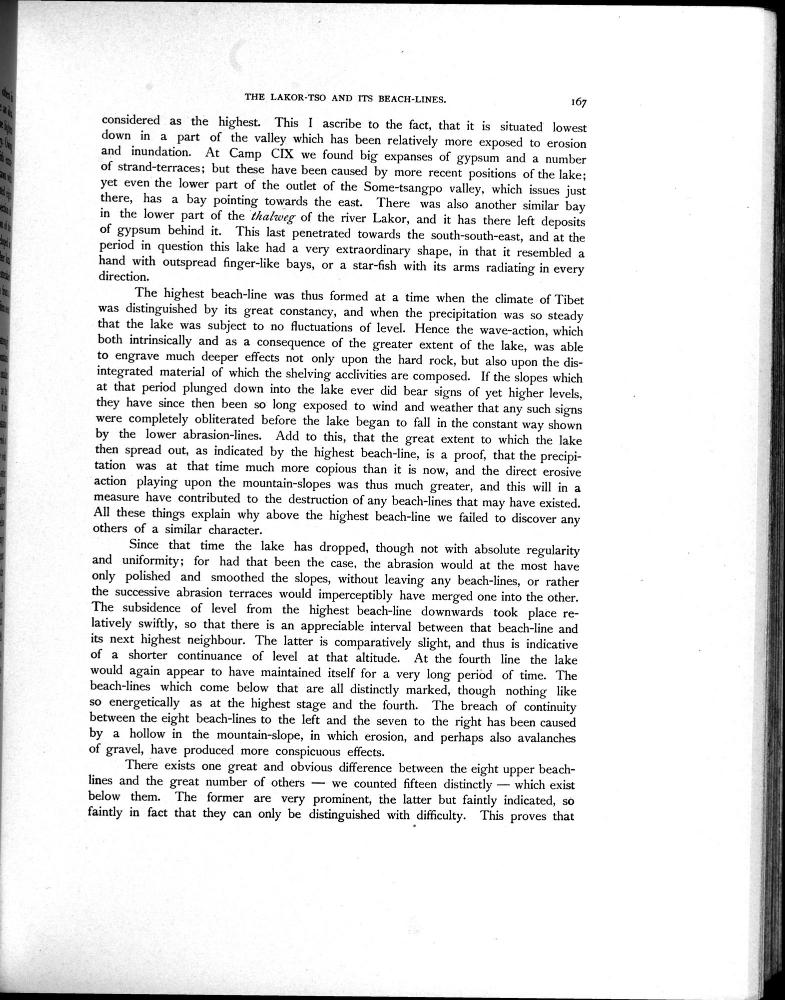 THE LAKOR-TSO AND ITS BEACH-LINES. 167
considered as the highest. This I ascribe to the fact, that it is situated lowest
down in a part of the valley which has been relatively more exposed to erosion
and inundation. At Camp CIX we found big expanses of gypsum and a number
of strand-terraces; but these have been caused by more recent positions of the lake;
yet even the lower part of the outlet of the Some-tsangpo valley, which issues just
there, has a bay pointing towards the east. There was also another similar bay
in the lower part of the thalweg of the river Lakor, and it has there left deposits
of gypsum behind it. This last penetrated towards the south-south-east, and at the
period in question this lake had a very extraordinary shape, in that it resembled a
hand with outspread finger-like bays, or a star-fish with its arms radiating in every
direction.
The highest beach-line was thus formed at a time when the climate of Tibet
was distinguished by its great constancy, and when the precipitation was so steady
that the lake was subject to no fluctuations of level. Hence the wave-action, which
both intrinsically and as a consequence of the greater extent of the lake, was able
to engrave much deeper effects not only upon the hard rock, but also upon the dis-
integrated material of which the shelving acclivities are composed. If the slopes which
at that period plunged down into the lake ever did bear signs of yet higher levels,
they have since then been so long exposed to wind and weather that any such signs
were completely obliterated before the lake began to fall in the constant way shown
by the lower abrasion-lines. Add to this, that the great extent to which the lake
then spread out, as indicated by the highest beach-line, is a proof, that the precipi-
tation was at that time much more copious than it is now, and the direct erosive
action playing upon the mountain-slopes was thus much greater, and this will in a
measure have contributed to the destruction of any beach-lines that may have existed.
All these things explain why above the highest beach-line we failed to discover any
others of a similar character.
Since that time the lake has dropped, though not with absolute regularity
and uniformity; for had that been the case, the abrasion would at the most have
only polished and smoothed the slopes, without leaving any beach-lines, or rather
the successive abrasion terraces would imperceptibly have merged one into the other.
The subsidence of level from the highest beach-line downwards took place re-
latively swiftly, so that there is an appreciable interval between that beach-line and
its next highest neighbour. The latter is comparatively slight, and thus is indicative
of a shorter continuance of level at that altitude. At the fourth line the lake
would again appear to have maintained itself for a very long period of time. The
beach-lines which come below that are all distinctly marked, though nothing like
so energetically as at the highest stage and the fourth. The breach of continuity
between the eight beach-lines to the left and the seven to the right has been caused
by a hollow in the mountain-slope, in which erosion, and perhaps also avalanches
of gravel, have produced more conspicuous effects.
There exists one great and obvious difference between the eight upper beach-
lines and the great number of others — we counted fifteen distinctly — which exist
below them. The former are very prominent, the latter but faintly indicated, so
faintly in fact that they can only be distinguished with difficulty. This proves that